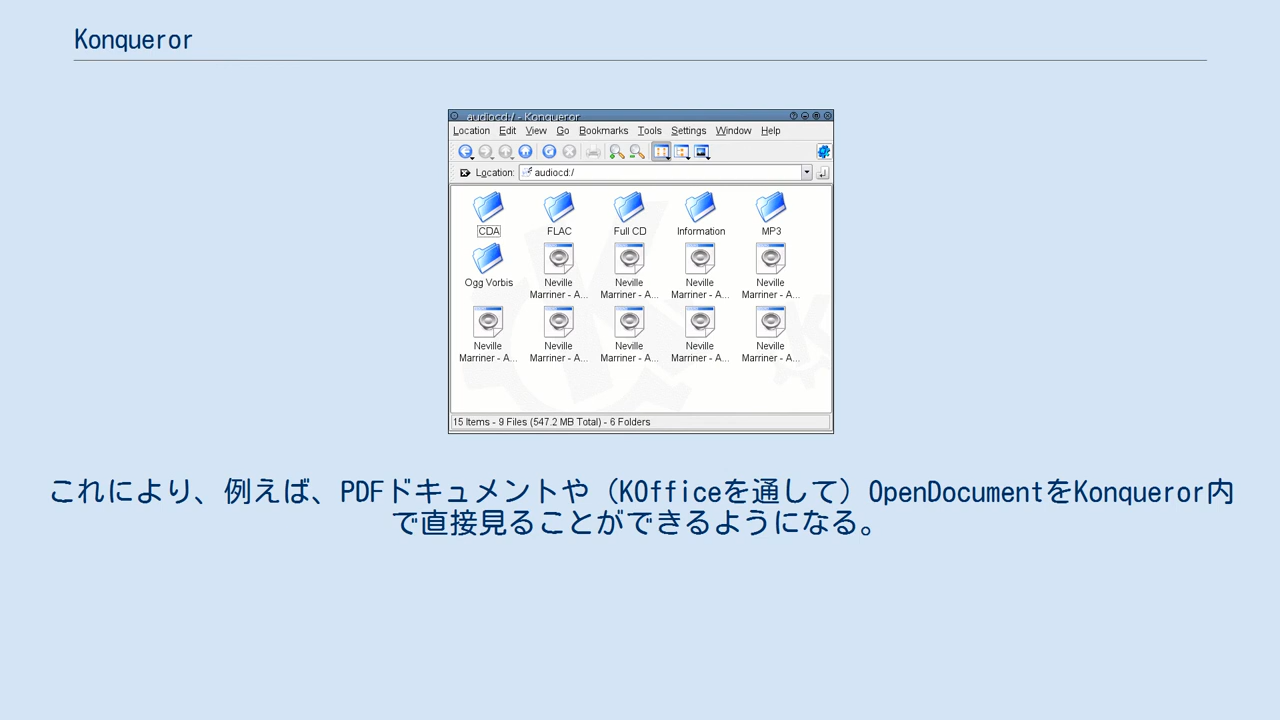 Konqueror
audiocd:/ - Konqueror
Location Edit View Go Bookmarks Tools Settings Window Help
Location: audiocd:/
CDA FLAC Full CD Information MP3
Ogg Vorbis Neville Neville Neville Neville
Marriner - A... Marriner - A... Marriner - A... Marriner - A...
Neville Neville Neville Neville Neville
Marriner - A... Marriner - A... Marriner - A... Marriner - A... Marriner - A...
15 Items - 9 Files (547.2 MB Total) - 6 Folders
これにより、例えば、PDFドキュメントや（KOfficeを通して）OpenDocumentをKonqueror内
で直接見ることができるようになる。